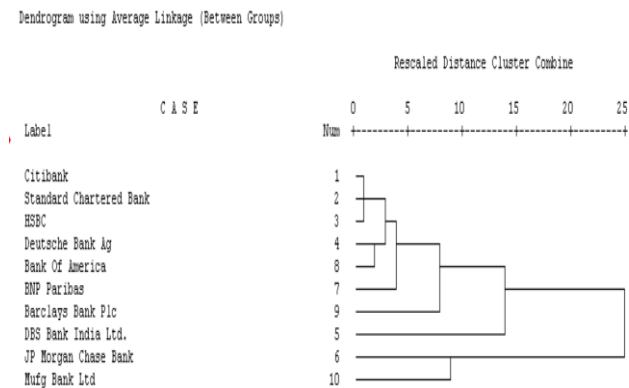 Dendrogram using Average Linkage (Between Groups)
Rescaled Distance Cluster Combine
C A S E 0 5 10 15 20 25
Label Num +---------+---------+---------+---------+---------+
Citibank 1
Standard Chartered Bank 2
HSBC 3
Deutsche Bank Ag 4
Bank Of America 8
BNP Paribas 7
Barclays Bank Plc 9
DBS Bank India Ltd. 5
JP Morgan Chase Bank 6
Mufg Bank Ltd 10